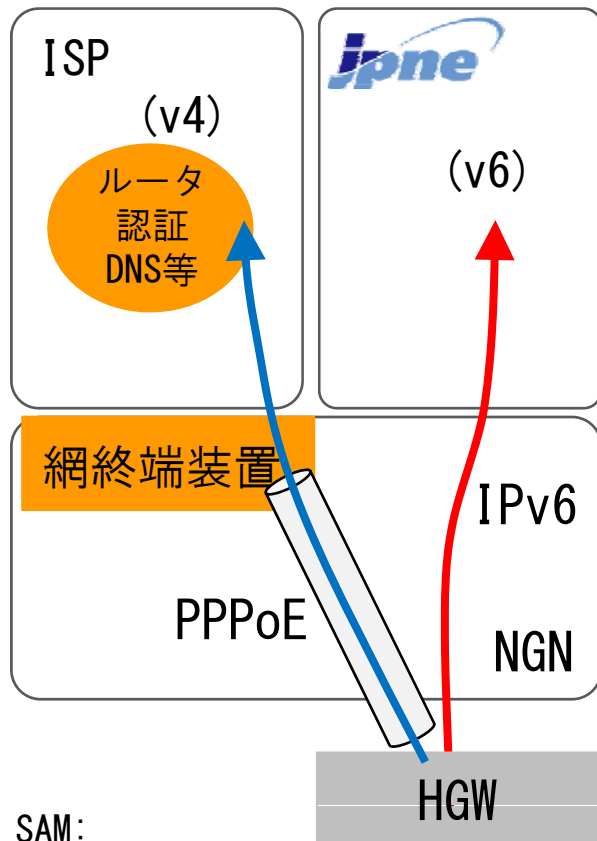 ISP
(v4)
ルータ
認証
DNS等
jpne
(v6)
網終端装置
IPv6
PPPoE
NGN
HGW
SAM: